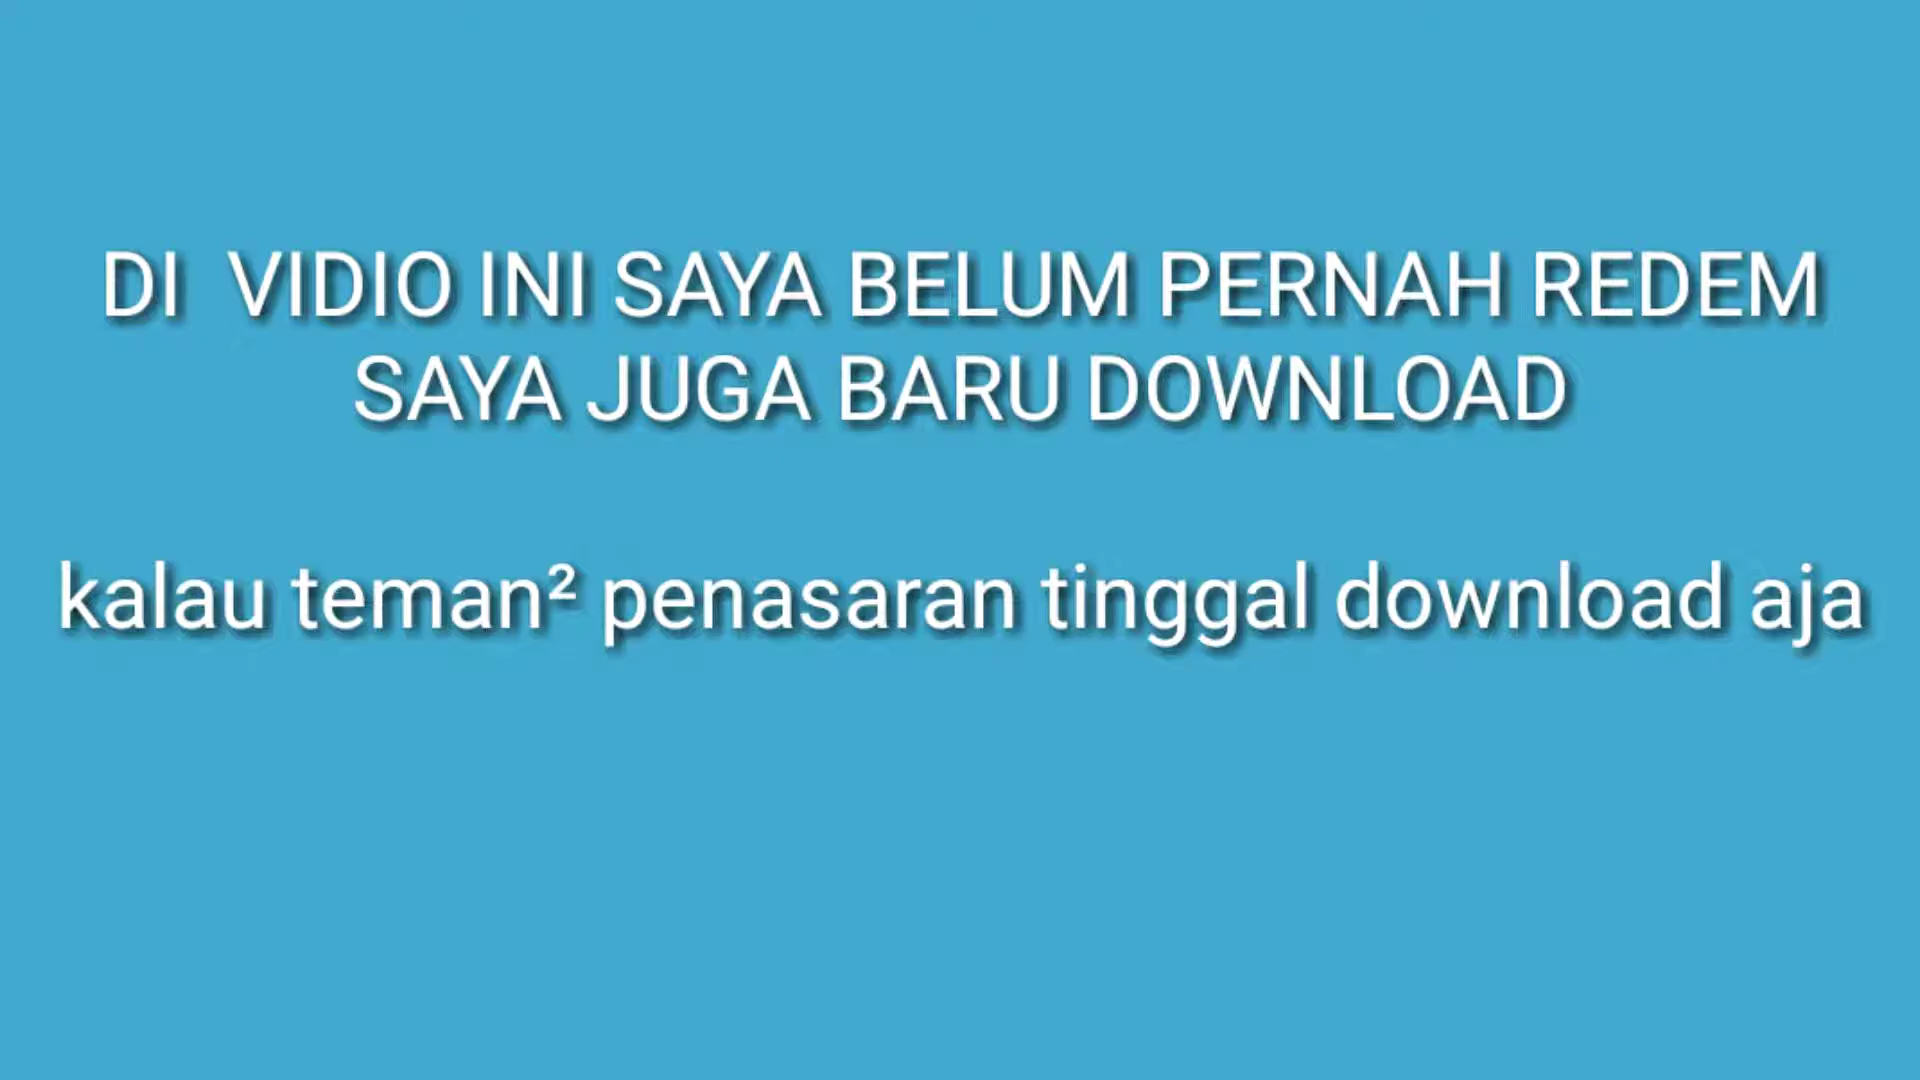 DI  VIDIO INI SAYA BELUM PERNAH REDEM
SAYA JUGA BARU DOWNLOAD
kalau teman² penasaran tinggal download aja